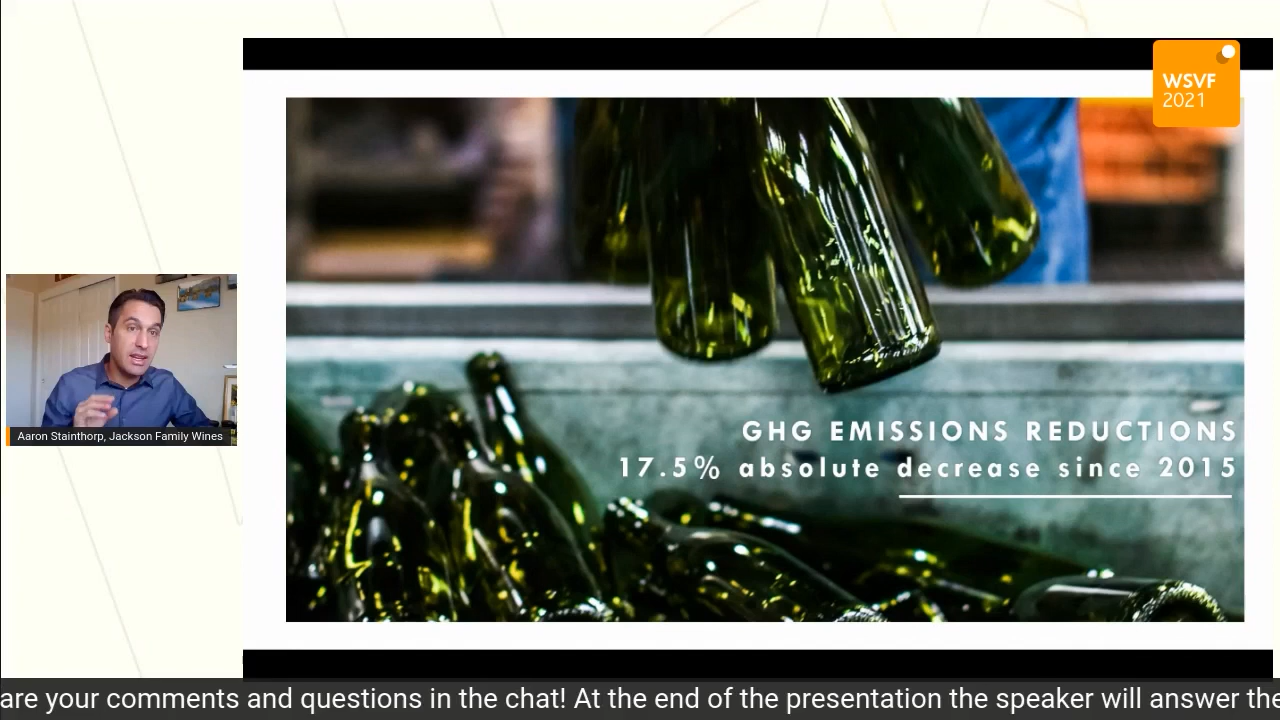 WSVF
2021
GHG EMISSIONS REDUCTIONS
17.5% absolute decrease since 2015
Aaron Stainthorp, Jackson Family Wines
are your comments and questions in the chat! At the end of the presentation the speaker will answer the